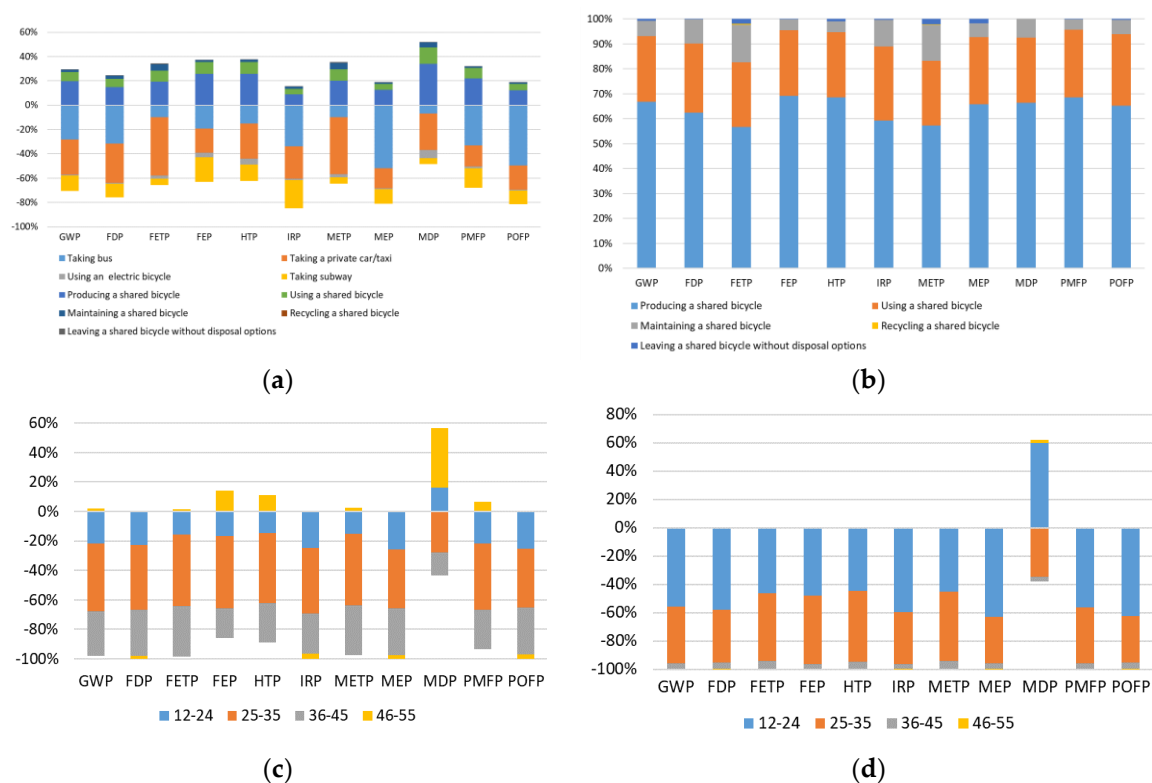 60%
40%
20%
0%
-20%
-40%
-60%
-80%
-100%
GWP FDP FETP FEP HTP IRP METP MEP MDP PMFP POFP
Taking bus Taking a private car/taxi
Using an electric bicycle Taking subway
Producing a shared bicycle Using a shared bicycle
Maintaining a shared bicycle Recycling a shared bicycle
Leaving a shared bicycle without disposal options
(a)
100%
90%
80%
70%
60%
50%
40%
30%
20%
10%
0%
GWP FDP FETP FEP HTP IRP METP MEP MDP PMFP POFP
Producing a shared bicycle Using a shared bicycle
Maintaining a shared bicycle Recycling a shared bicycle
Leaving a shared bicycle without disposal options
(b)
60%
40%
20%
0%
-20%
-40%
-60%
-80%
-100%
GWP FDP FETP FEP HTP IRP METP MEP MDP PMFP POFP
12-24 25-35 36-45 46-55
(c)
80%
60%
40%
20%
0%
-20%
-40%
-60%
-80%
-100%
GWP FDP FETP FEP HTP IRP METP MEP MDP PMFP POFP
12-24 25-35 36-45 46-55
(d)